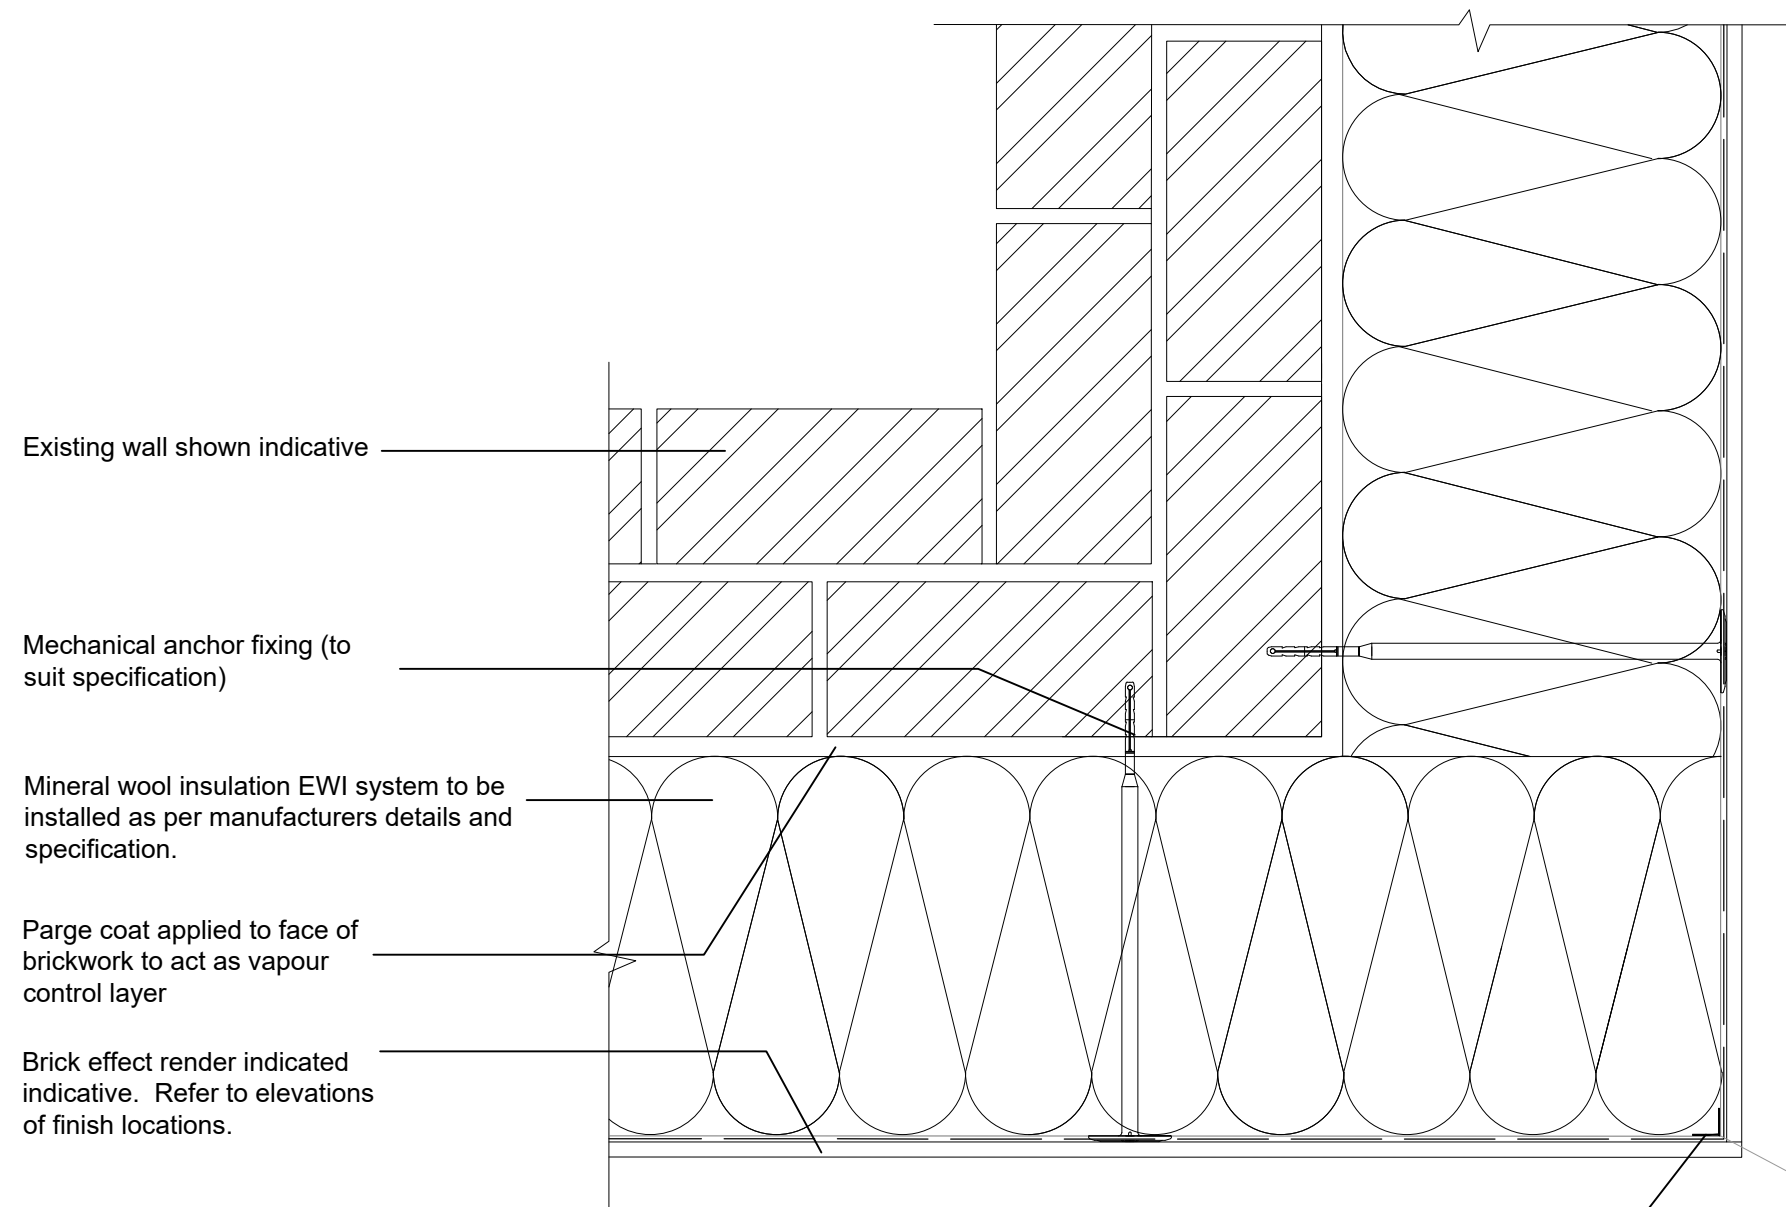 Existing wall shown indicative
Mechanical anchor fixing (to
suit specification)
Mineral wool insulation EWI system to be
installed as per manufacturers details and
specification.
Parge coat applied to face of
brickwork to act as vapour
control layer
Brick effect render indicated
indicative.  Refer to elevations
of finish locations.